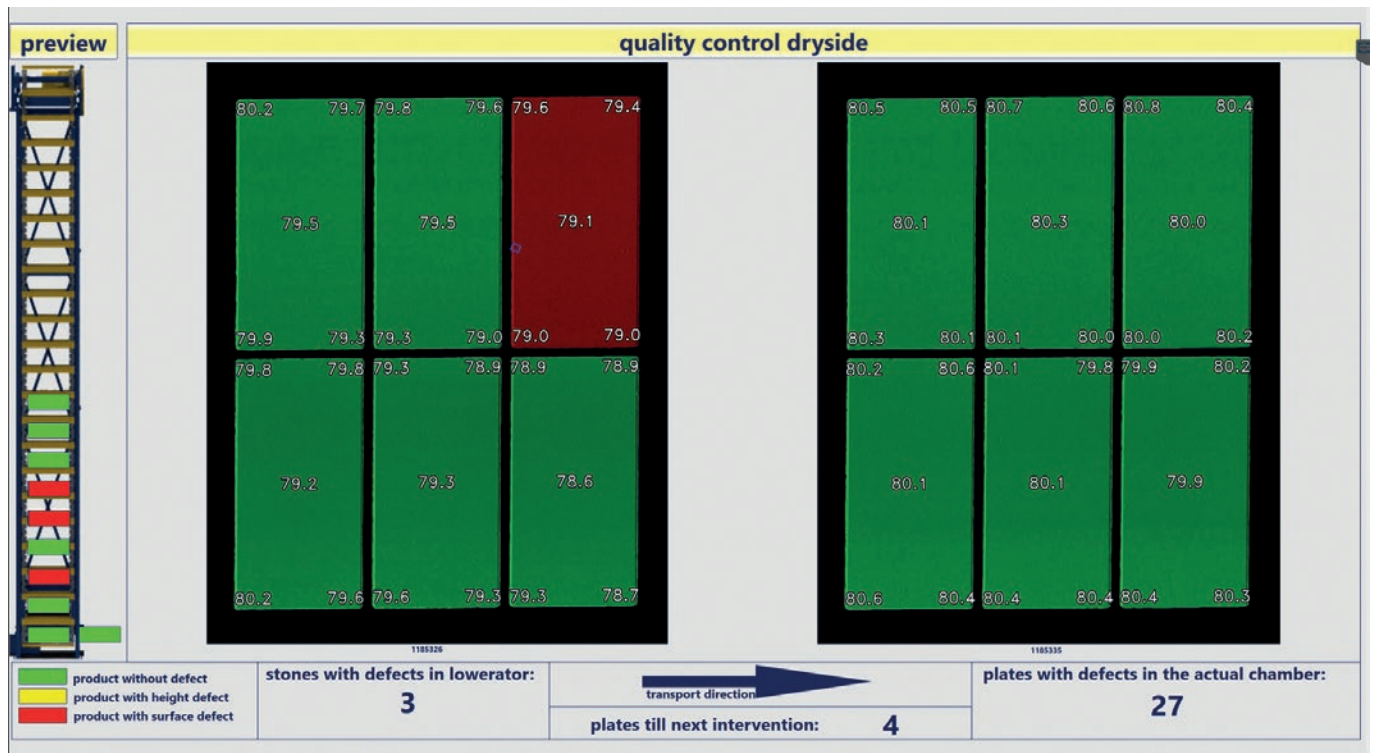 preview
quality control dryside
80.2 79.7 79.8 79.6 79.6 79.4
79.5 79.5 79.1
79.9 79.3 79.3 79.0 79.0 79.0
79.8 79.8 79.3 78.9 78.9 78.9
79.2 79.3 78.6
80.2 79.6 79.6 79.3 79.3 78.7
1185326
80.5 80.5 80.7 80.6 80.8 80.4
80.1 80.3 80.0
80.3 80.1 80.1 80.0 80.0 80.2
80.2 80.6 80.1 79.8 79.9 80.2
80.1 80.1 79.9
80.6 80.4 80.4 80.4 80.4 80.3
1185335
product without defect
product with height defect
product with surface defect
stones with defects in lowerator:
3
transport direction
plates till next intervention: 4
plates with defects in the actual chamber:
27